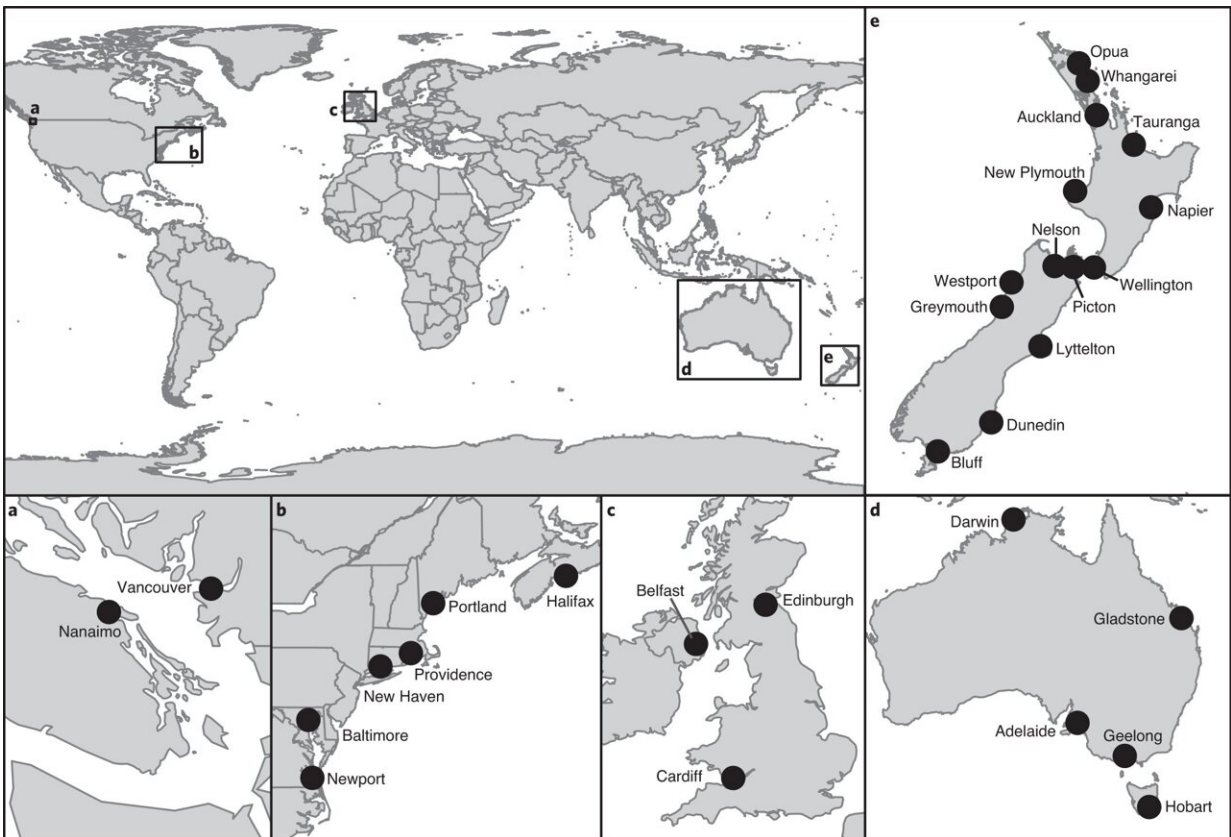 a
b
c
d
e
e
Opua
Whangarei
Auckland
Tauranga
New Plymouth
Napier
Nelson
Westport
Wellington
Greymouth
Picton
Lyttelton
Dunedin
Bluff
a
Vancouver
Nanaimo
b
Portland
Halifax
Providence
New Haven
Baltimore
Newport
c
Belfast
Edinburgh
Cardiff
d
Darwin
Gladstone
Adelaide
Geelong
Hobart